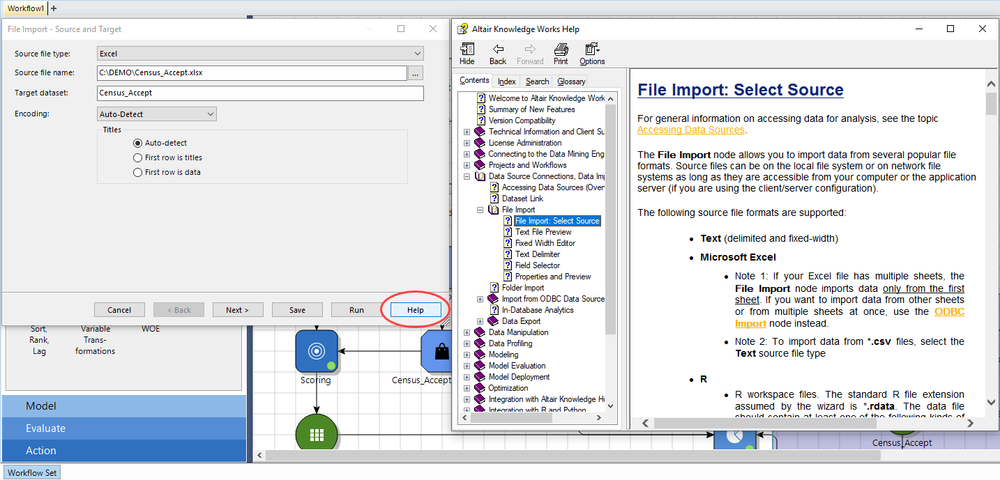 Workflow1 +
File Import - Source and Target
Source file type:
Excel
Source file name:
C:\DEMO\Census_Accept.xlsx
...
Target dataset:
Census_Accept
Encoding:
Auto-Detect
Titles
Auto-detect
First row is titles
First row is data
Cancel
< Back
Next >
Save
Run
Help
Sort,
Rank,
Lag
Variable
Trans-
formations
WOE
Model
Evaluate
Action
Workflow Set
Scoring
Census_Accept
Altair Knowledge Works Help
Hide
Back
Forward
Print
Options
Contents
Index
Search
Glossary
Welcome to Altair Knowledge Work
Summary of New Features
Version Compatibility
Technical Information and Client Su
License Administration
Connecting to the Data Mining Eng
Projects and Workflows
Data Source Connections, Data Imp
Accessing Data Sources (Over
Dataset Link
File Import
File Import: Select Source
Text File Preview
Fixed Width Editor
Text Delimiter
Field Selector
Properties and Preview
Folder Import
Import from ODBC Data Source
In-Database Analytics
Data Export
Data Manipulation
Data Profiling
Modeling
Model Evaluation
Model Deployment
Optimization
Integration with Altair Knowledge Hu
Integration with R and Python
File Import: Select Source
For general information on accessing data for analysis, see the topic
Accessing Data Sources.
The File Import node allows you to import data from several popular file
formats. Source files can be on the local file system or on network file
systems as long as they are accessible from your computer or the application
server (if you are using the client/server configuration).
The following source file formats are supported:
• Text (delimited and fixed-width)
• Microsoft Excel
• Note 1: If your Excel file has multiple sheets, the
File Import node imports data only from the first
sheet. If you want to import data from other sheets
or from multiple sheets at once, use the ODBC
Import node instead.
• Note 2: To import data from *.csv files, select the
Text source file type
• R
• R workspace files. The standard R file extension
assumed by the wizard is *.rdata. The data file
should contain at least one of the following kinds of
Census_Accept